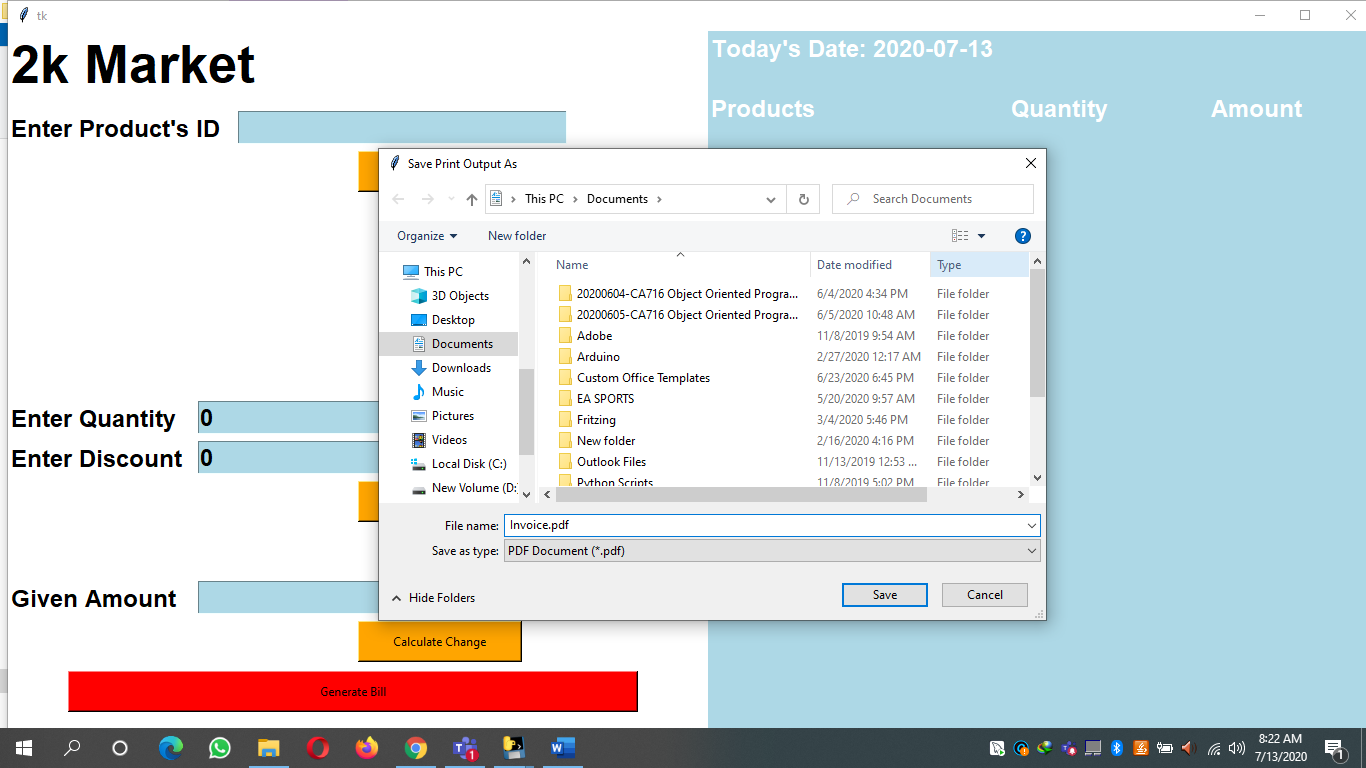 tk
2k Market
Today's Date: 2020-07-13
Products Quantity Amount
Enter Product's ID
Save Print Output As
This PC Documents
Search Documents
Organize New folder
Name Date modified Type
This PC
3D Objects
Desktop
Documents
Downloads
Music
Pictures
Videos
Local Disk (C:)
New Volume (D:
20200604-CA716 Object Oriented Progra... 6/4/2020 4:34 PM File folder
20200605-CA716 Object Oriented Progra... 6/5/2020 10:48 AM File folder
Adobe 11/8/2019 9:54 AM File folder
Arduino 2/27/2020 12:17 AM File folder
Custom Office Templates 6/23/2020 6:45 PM File folder
EA SPORTS 5/20/2020 9:57 AM File folder
Fritzing 3/4/2020 5:46 PM File folder
New folder 2/16/2020 4:16 PM File folder
Outlook Files 11/13/2019 12:53 ... File folder
Python Scripts 11/8/2019 5:02 PM File folder
File name: Invoice.pdf
Save as type: PDF Document (*.pdf)
Hide Folders
Save Cancel
Enter Quantity 0
Enter Discount 0
Given Amount
Calculate Change
Generate Bill
8:22 AM
7/13/2020